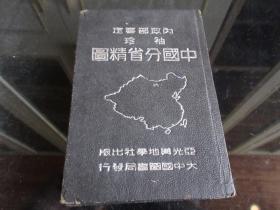 內政部審定
袖珍
中國分省精圖
亞光輿地學社出版
大中國圖書局發行